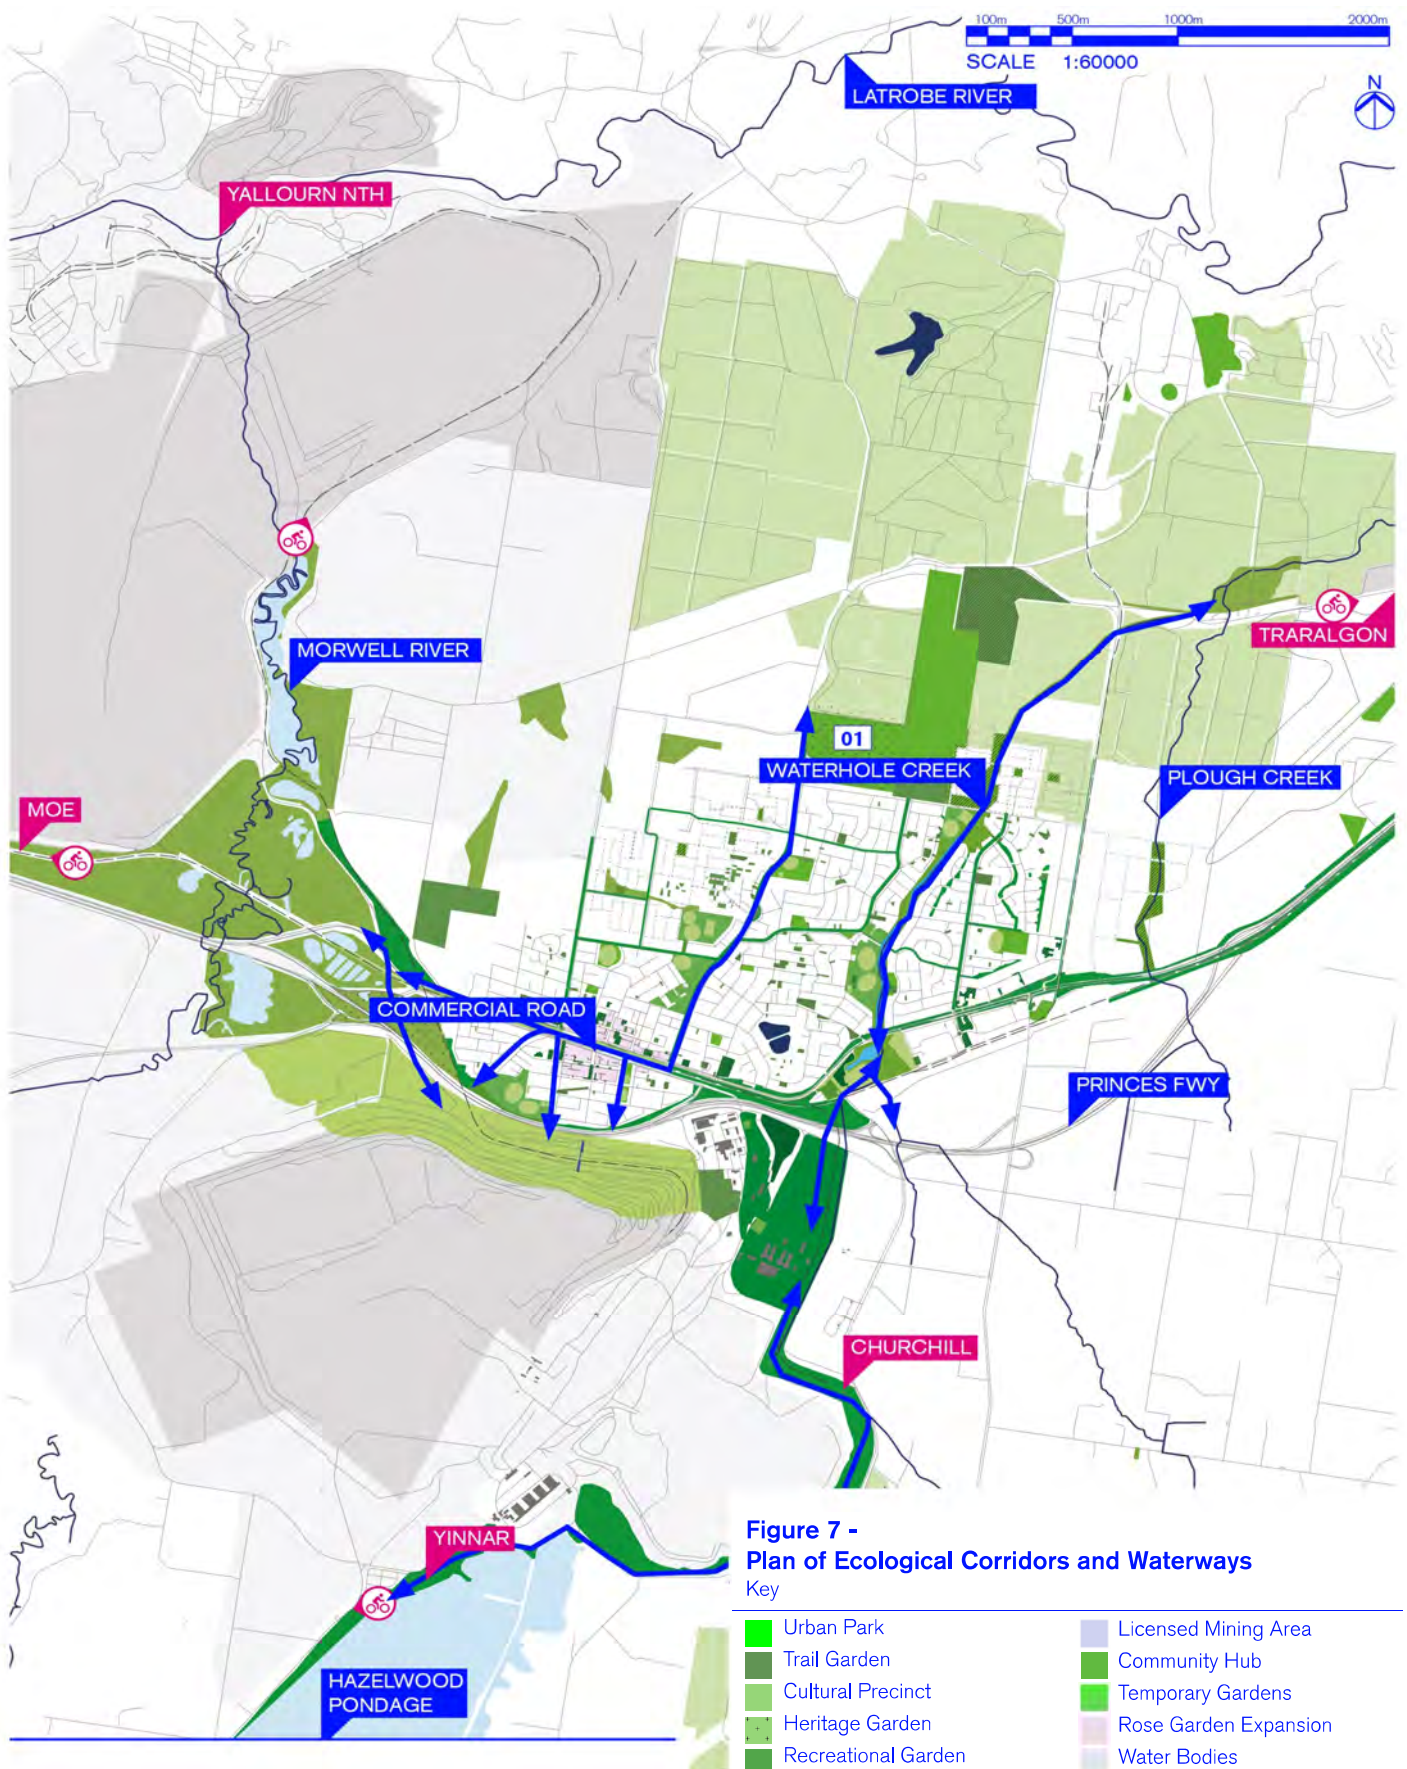 100m 500m 1000m 2000m
SCALE 1:60000
N
LATROBE RIVER
YALLOURN NTH
TRARALGON
MORWELL RIVER
01
WATERHOLE CREEK
PLOUGH CREEK
MOE
COMMERCIAL ROAD
PRINCES FWY
CHURCHILL
YINNAR
HAZELWOOD
PONDAGE
Figure 7 -
Plan of Ecological Corridors and Waterways
Key
Urban Park
Trail Garden
Cultural Precinct
Heritage Garden
Recreational Garden
Licensed Mining Area
Community Hub
Temporary Gardens
Rose Garden Expansion
Water Bodies